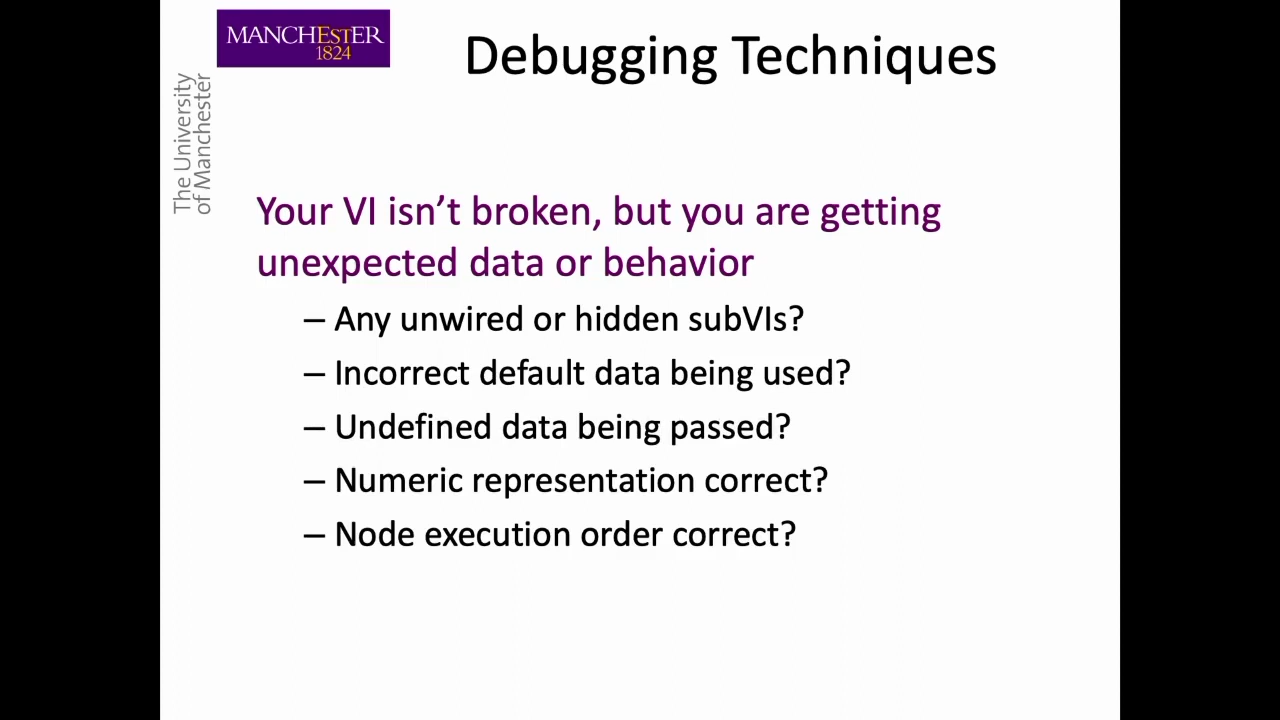 MANCHESTER
1824
The University
of Manchester
Debugging Techniques
Your VI isn’t broken, but you are getting
unexpected data or behavior
– Any unwired or hidden subVIs?
– Incorrect default data being used?
– Undefined data being passed?
– Numeric representation correct?
– Node execution order correct?